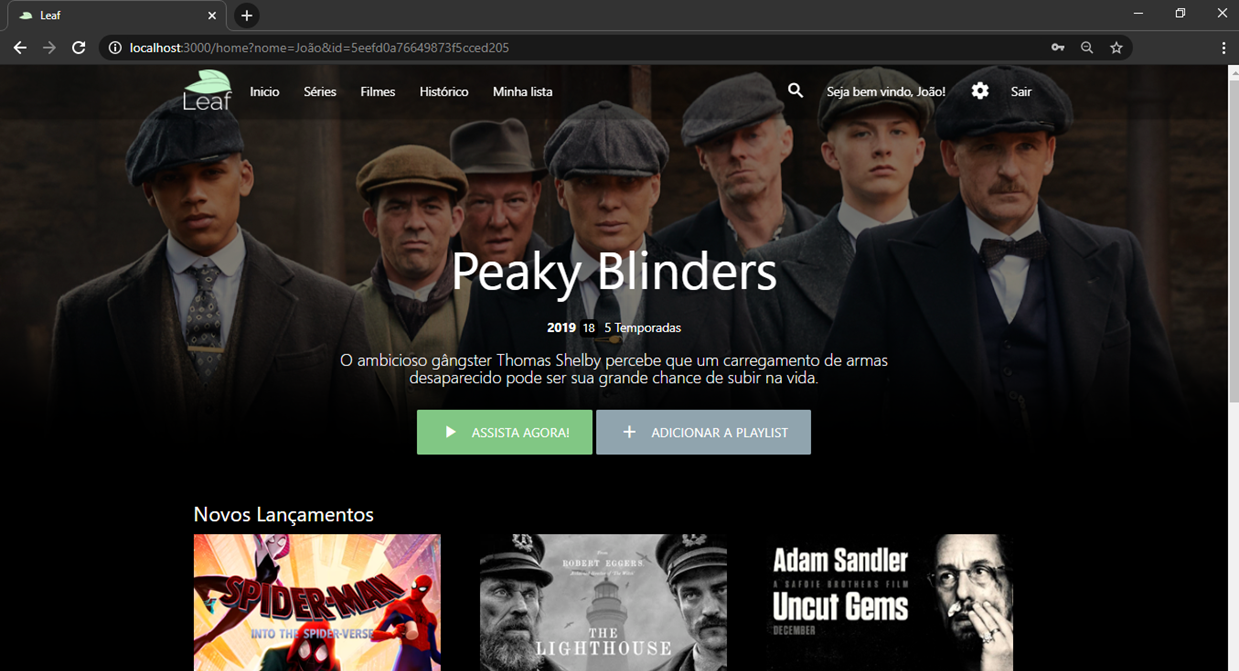 Leaf
localhost:3000/home?nome=João&id=5eefd0a76649873f5cced205
Leaf Inicio Séries Filmes Histórico Minha lista Seja bem vindo, João! Sair
Peaky Blinders
2019 18 5 Temporadas
O ambicioso gângster Thomas Shelby percebe que um carregamento de armas
desaparecido pode ser sua grande chance de subir na vida.
ASSISTA AGORA! ADICIONAR A PLAYLIST
Novos Lançamentos
SPIDER-MAN
INTO THE SPIDER-VERSE
From
ROBERT EGGERS
THE
LIGHTHOUSE
Adam Sandler
A SAFDIE BROTHERS FILM
Uncut Gems
DECEMBER